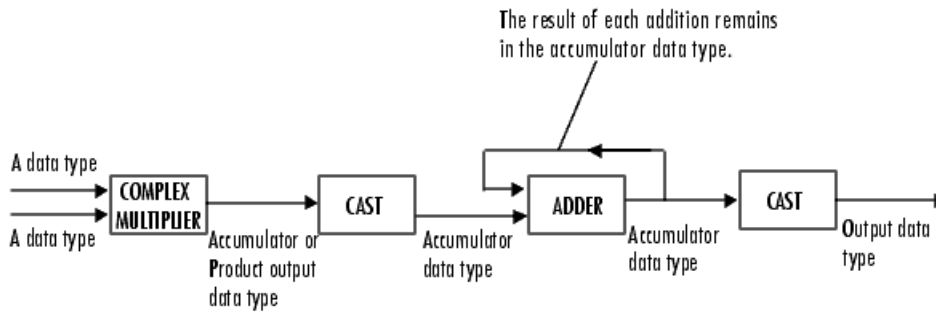 The result of each addition remains
in the accumulator data type.
A data type
A data type
COMPLEX
MULTIPLIER
Accumulator or
Product output
data type
CAST
Accumulator
data type
ADDER
Accumulator
data type
CAST
Output data
type